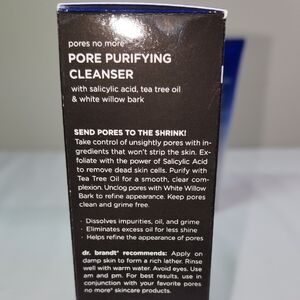 pores no more
PORE PURIFYING
CLEANSER
with salicylic acid, tea tree oil
& white willow bark
SEND PORES TO THE SHRINK!
Take control of unsightly pores with in-
gredients that won't strip the skin. Ex-
foliate with the power of Salicylic Acid
to remove dead skin cells. Purify with
Tea Tree Oil for a smooth, clear com-
plexion. Unclog pores with White Willow
Bark to refine appearance. Keep pores
clean and grime free.
· Dissolves impurities, oil, and grime
· Eliminates excess oil for less shine
· Helps refine the appearance of pores
dr. brandt® recommends: Apply on
damp skin to form a rich lather. Rinse
well with warm water. Avoid eyes. Use
am and pm. For best results, use in
conjunction with your favorite pores
no more® skincare products.